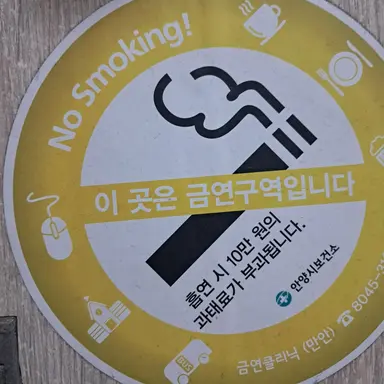 No Smoking!
이 곳은 금연구역입니다
흡연 시 10만 원의
과태료가 부과됩니다.
안양시보건소
금연클리닉 (만안) ☎ 8045-
BUS